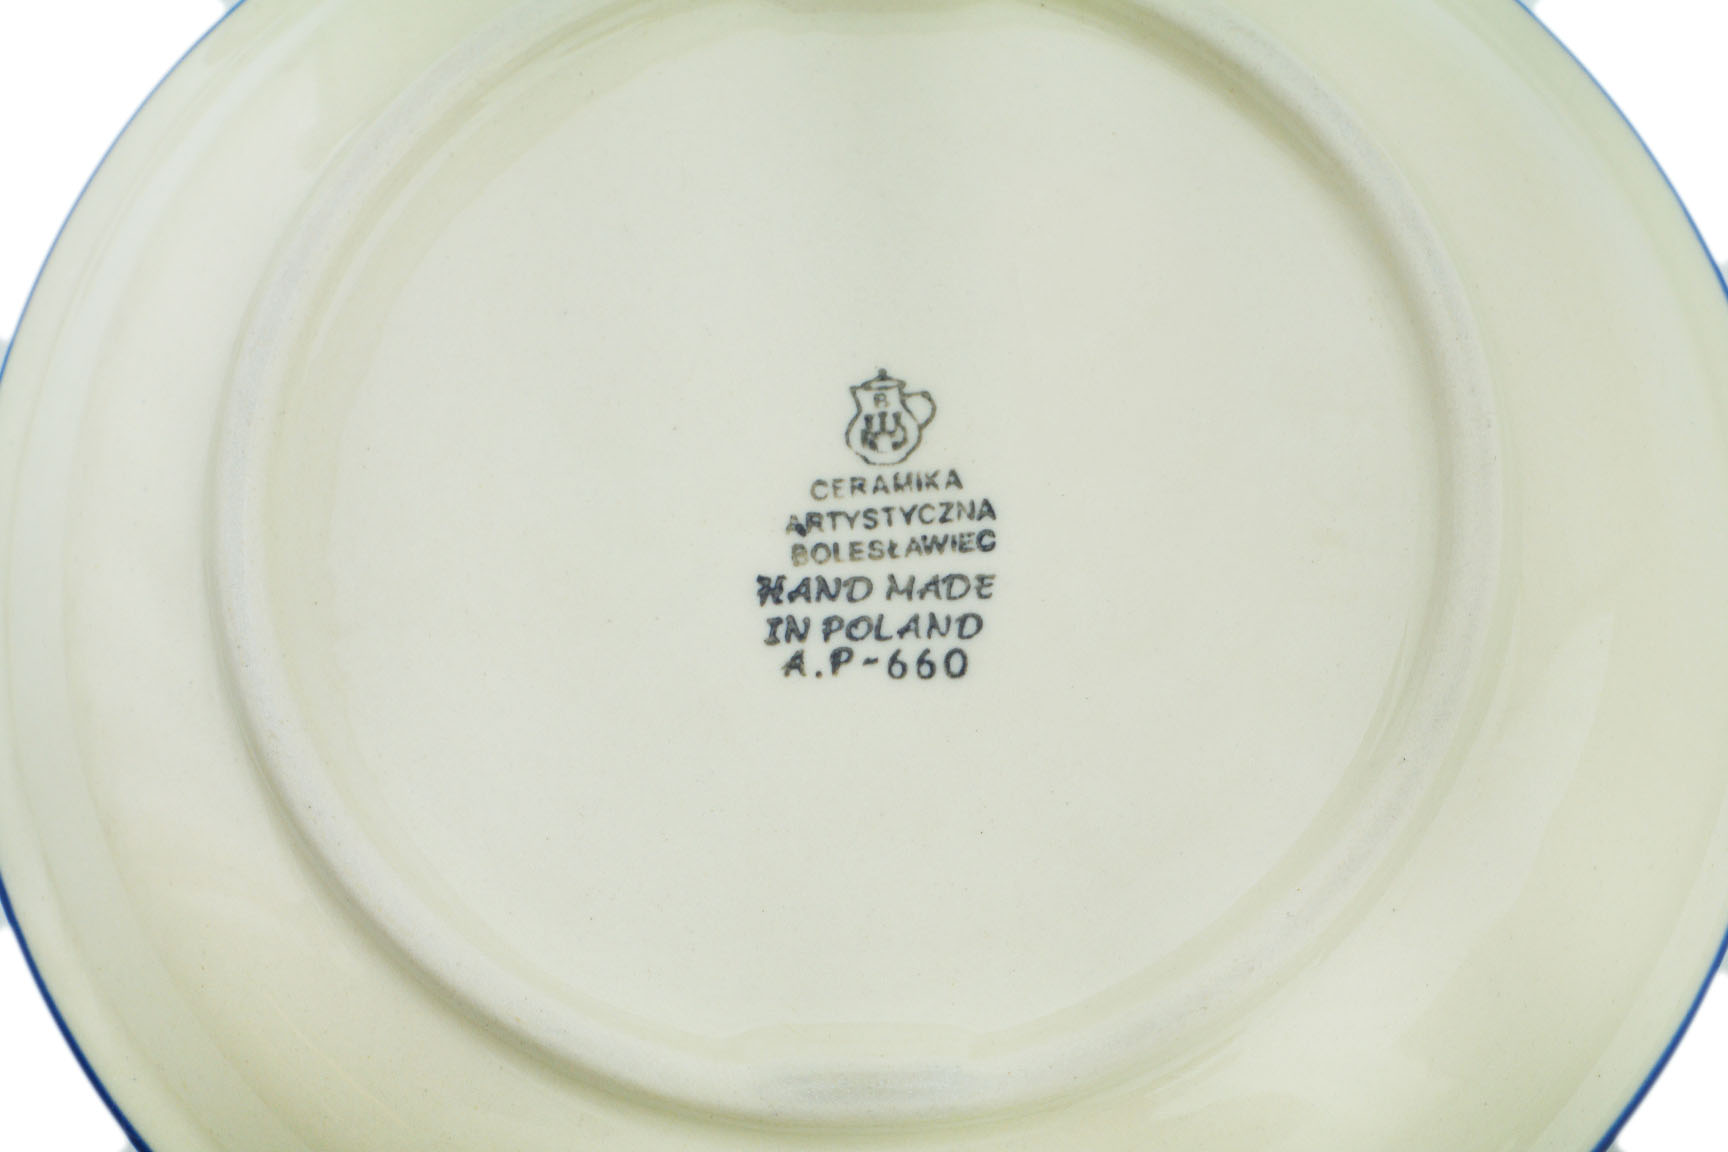 B
CERAMIKA
ARTYSTYCZNA
BOLESŁAWIEC
HAND MADE
IN POLAND
A.P-660